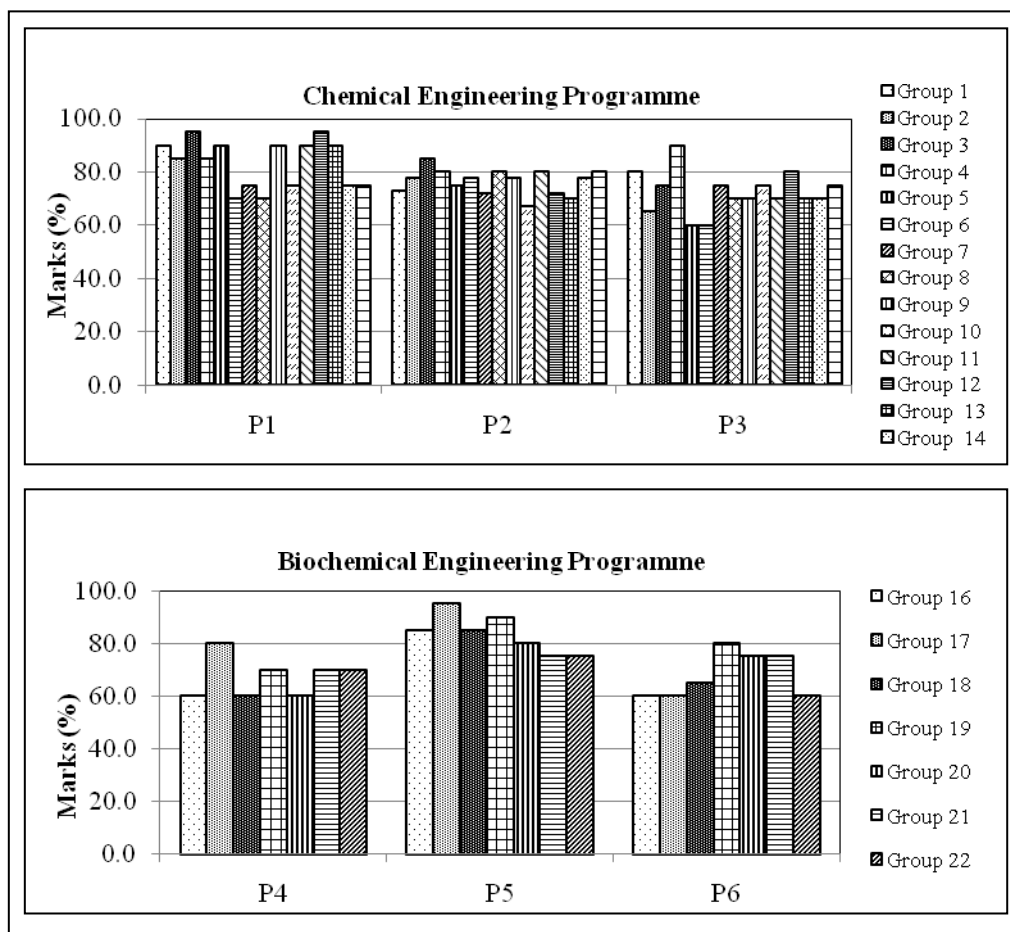 Chemical Engineering Programme
Marks (%)
100.0
80.0
60.0
40.0
20.0
0.0
P1
P2
P3
Group 1
Group 2
Group 3
Group 4
Group 5
Group 6
Group 7
Group 8
Group 9
Group 10
Group 11
Group 12
Group 13
Group 14
Biochemical Engineering Programme
Marks (%)
100.0
80.0
60.0
40.0
20.0
0.0
P4
P5
P6
Group 16
Group 17
Group 18
Group 19
Group 20
Group 21
Group 22